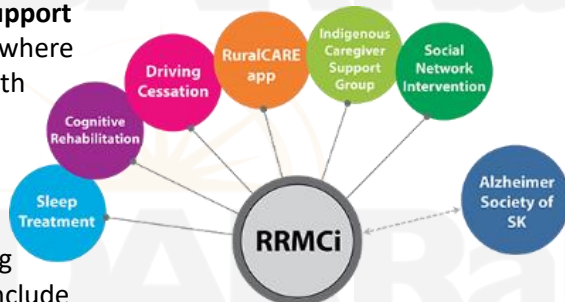 upport
where
th
g
nclude
Sleep
Treatment
Cognitive
Rehabilitation
Driving
Cessation
RuralCARE
app
Indigenous
Caregiver
Support
Group
Social
Network
Intervention
Alzheimer
Society of
SK
RRMCi